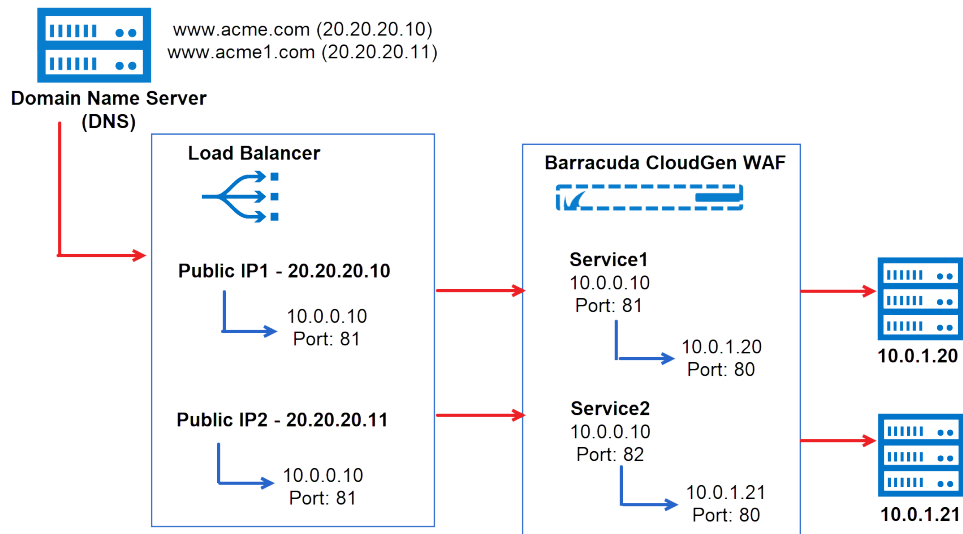 www.acme.com (20.20.20.10)
www.acme1.com (20.20.20.11)
Domain Name Server
(DNS)
Load Balancer
Public IP1 - 20.20.20.10
10.0.0.10
Port: 81
Public IP2 - 20.20.20.11
10.0.0.10
Port: 81
Barracuda CloudGen WAF
Service1
10.0.0.10
Port: 81
10.0.1.20
Port: 80
Service2
10.0.0.10
Port: 82
10.0.1.21
Port: 80
10.0.1.20
10.0.1.21